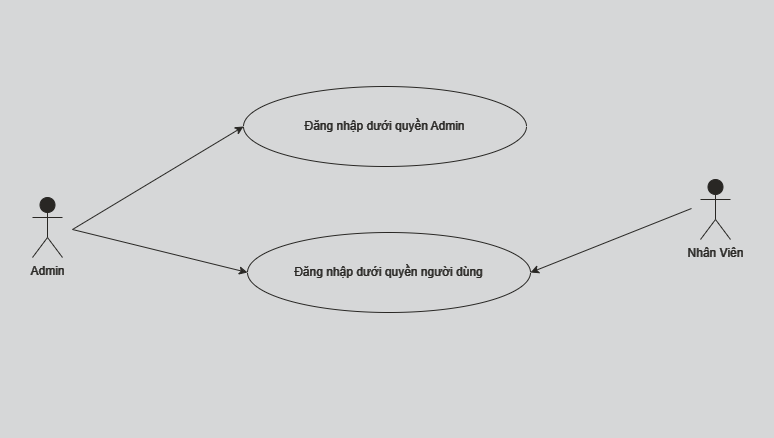 Đăng nhập dưới quyền Admin
Admin
Đăng nhập dưới quyền người dùng
Nhân Viên